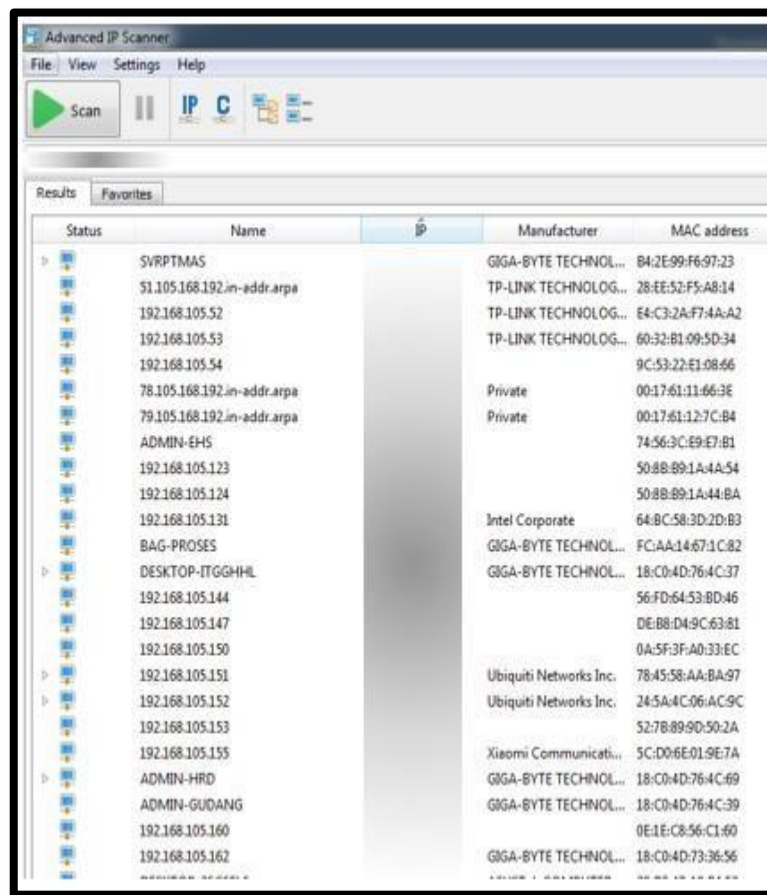 Advanced IP Scanner
File View Settings Help
Scan IP C
Results Favorites
Status Name IP Manufacturer MAC address
SVRPTMAS GIGA-BYTE TECHNOL... B4:2E:99:F6:97:23
51.105.168.192.in-addr.arpa TP-LINK TECHNOLOG... 28:EE:52:F5:A8:14
192.168.105.52 TP-LINK TECHNOLOG... E4:C3:2A:F7:4A:A2
192.168.105.53 TP-LINK TECHNOLOG... 60:32:B1:09:5D:34
192.168.105.54 9C:53:22:E1:08:66
78.105.168.192.in-addr.arpa Private 00:17:61:11:66:3E
79.105.168.192.in-addr.arpa Private 00:17:61:12:7C:B4
ADMIN-EHS 74:56:3C:E9:E7:B1
192.168.105.123 50:8B:B9:1A:4A:54
192.168.105.124 50:8B:B9:1A:44:BA
192.168.105.131 Intel Corporate 64:BC:58:3D:2D:B3
BAG-PROSES GIGA-BYTE TECHNOL... FC:AA:14:67:1C:82
DESKTOP-ITGGHHL GIGA-BYTE TECHNOL... 18:C0:4D:76:4C:37
192.168.105.144 56:FD:64:53:BD:46
192.168.105.147 DE:B8:D4:9C:63:81
192.168.105.150 0A:5F:3F:A0:33:EC
192.168.105.151 Ubiquiti Networks Inc. 78:45:58:AA:BA:97
192.168.105.152 Ubiquiti Networks Inc. 24:5A:4C:06:AC:9C
192.168.105.153 52:7B:89:9D:50:2A
192.168.105.155 Xiaomi Communicati... 5C:D0:6E:01:9E:7A
ADMIN-HRD GIGA-BYTE TECHNOL... 18:C0:4D:76:4C:69
ADMIN-GUDANG GIGA-BYTE TECHNOL... 18:C0:4D:76:4C:39
192.168.105.160 0E:1E:C8:56:C1:60
192.168.105.162 GIGA-BYTE TECHNOL... 18:C0:4D:73:36:56